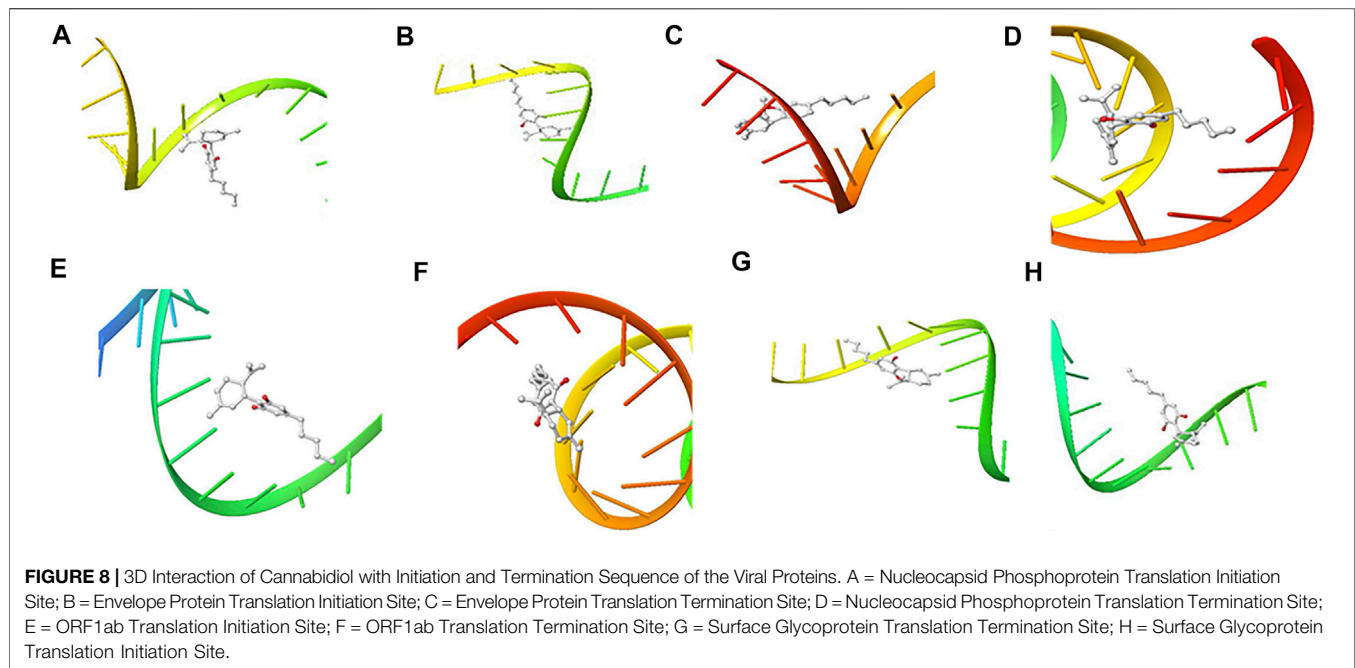 A
B
C
D
E
F
G
H
FIGURE 8 | 3D Interaction of Cannabidiol with Initiation and Termination Sequence of the Viral Proteins. A = Nucleocapsid Phosphoprotein Translation Initiation
Site; B = Envelope Protein Translation Initiation Site; C = Envelope Protein Translation Termination Site; D = Nucleocapsid Phosphoprotein Translation Termination Site;
E = ORF1ab Translation Initiation Site; F = ORF1ab Translation Termination Site; G = Surface Glycoprotein Translation Termination Site; H = Surface Glycoprotein
Translation Initiation Site.